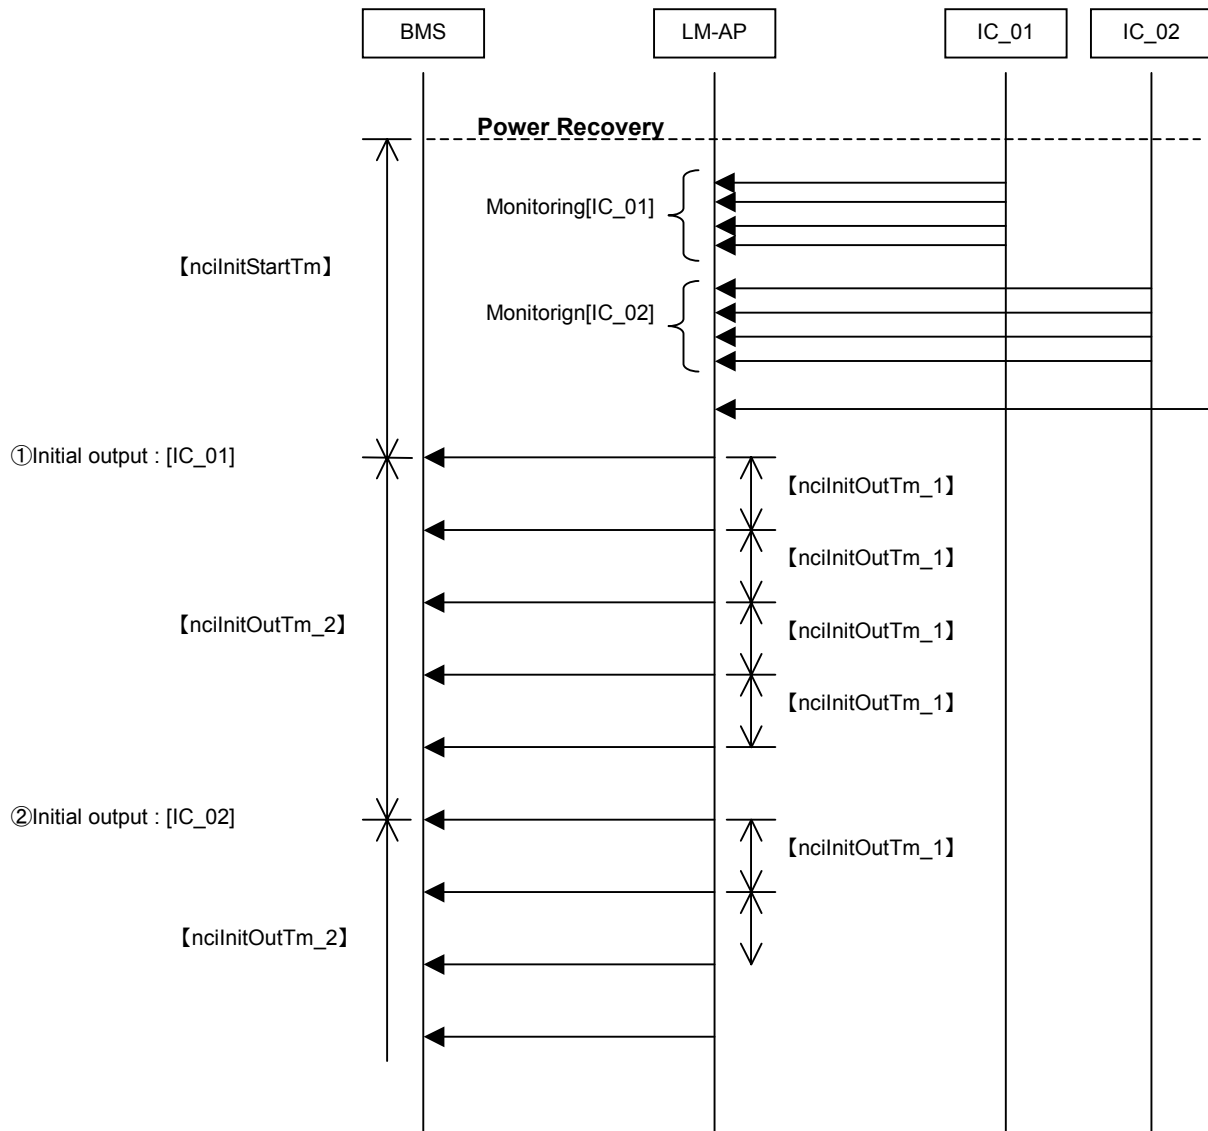 BMS
LM-AP
IC_01
IC_02
Power Recovery
Monitoring[IC_01]
【nciInitStartTm】
Monitorign[IC_02]
①Initial output : [IC_01]
【nciInitOutTm_1】
【nciInitOutTm_1】
【nciInitOutTm_2】
【nciInitOutTm_1】
【nciInitOutTm_1】
②Initial output : [IC_02]
【nciInitOutTm_1】
【nciInitOutTm_2】